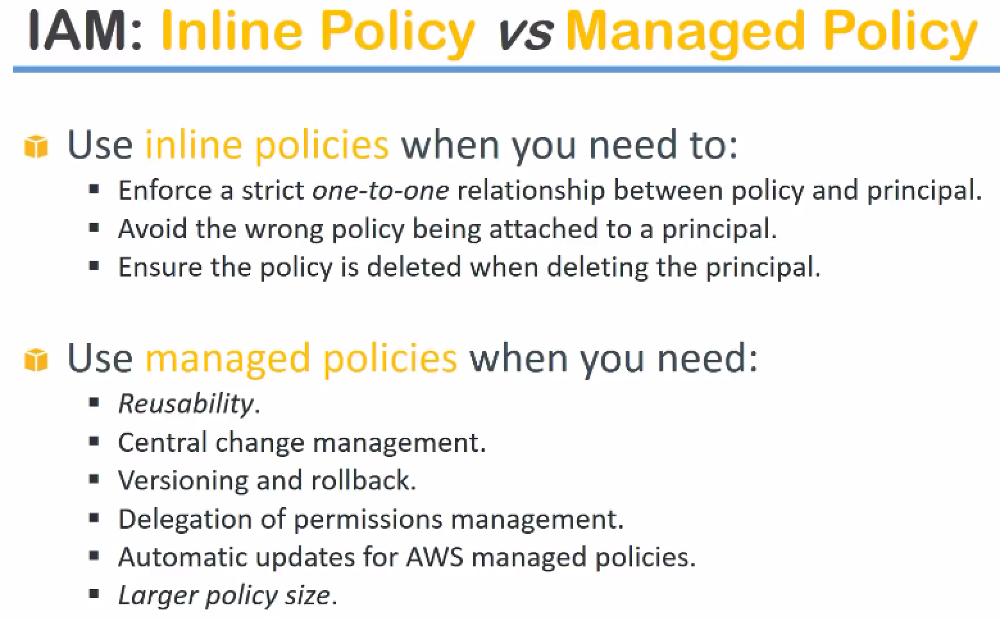 IAM: Inline Policy vs Managed Policy
Use inline policies when you need to:
Enforce a strict one-to-one relationship between policy and principal.
Avoid the wrong policy being attached to a principal.
Ensure the policy is deleted when deleting the principal.
Use managed policies when you need:
Reusability.
Central change management.
Versioning and rollback.
Delegation of permissions management.
Automatic updates for AWS managed policies.
Larger policy size.